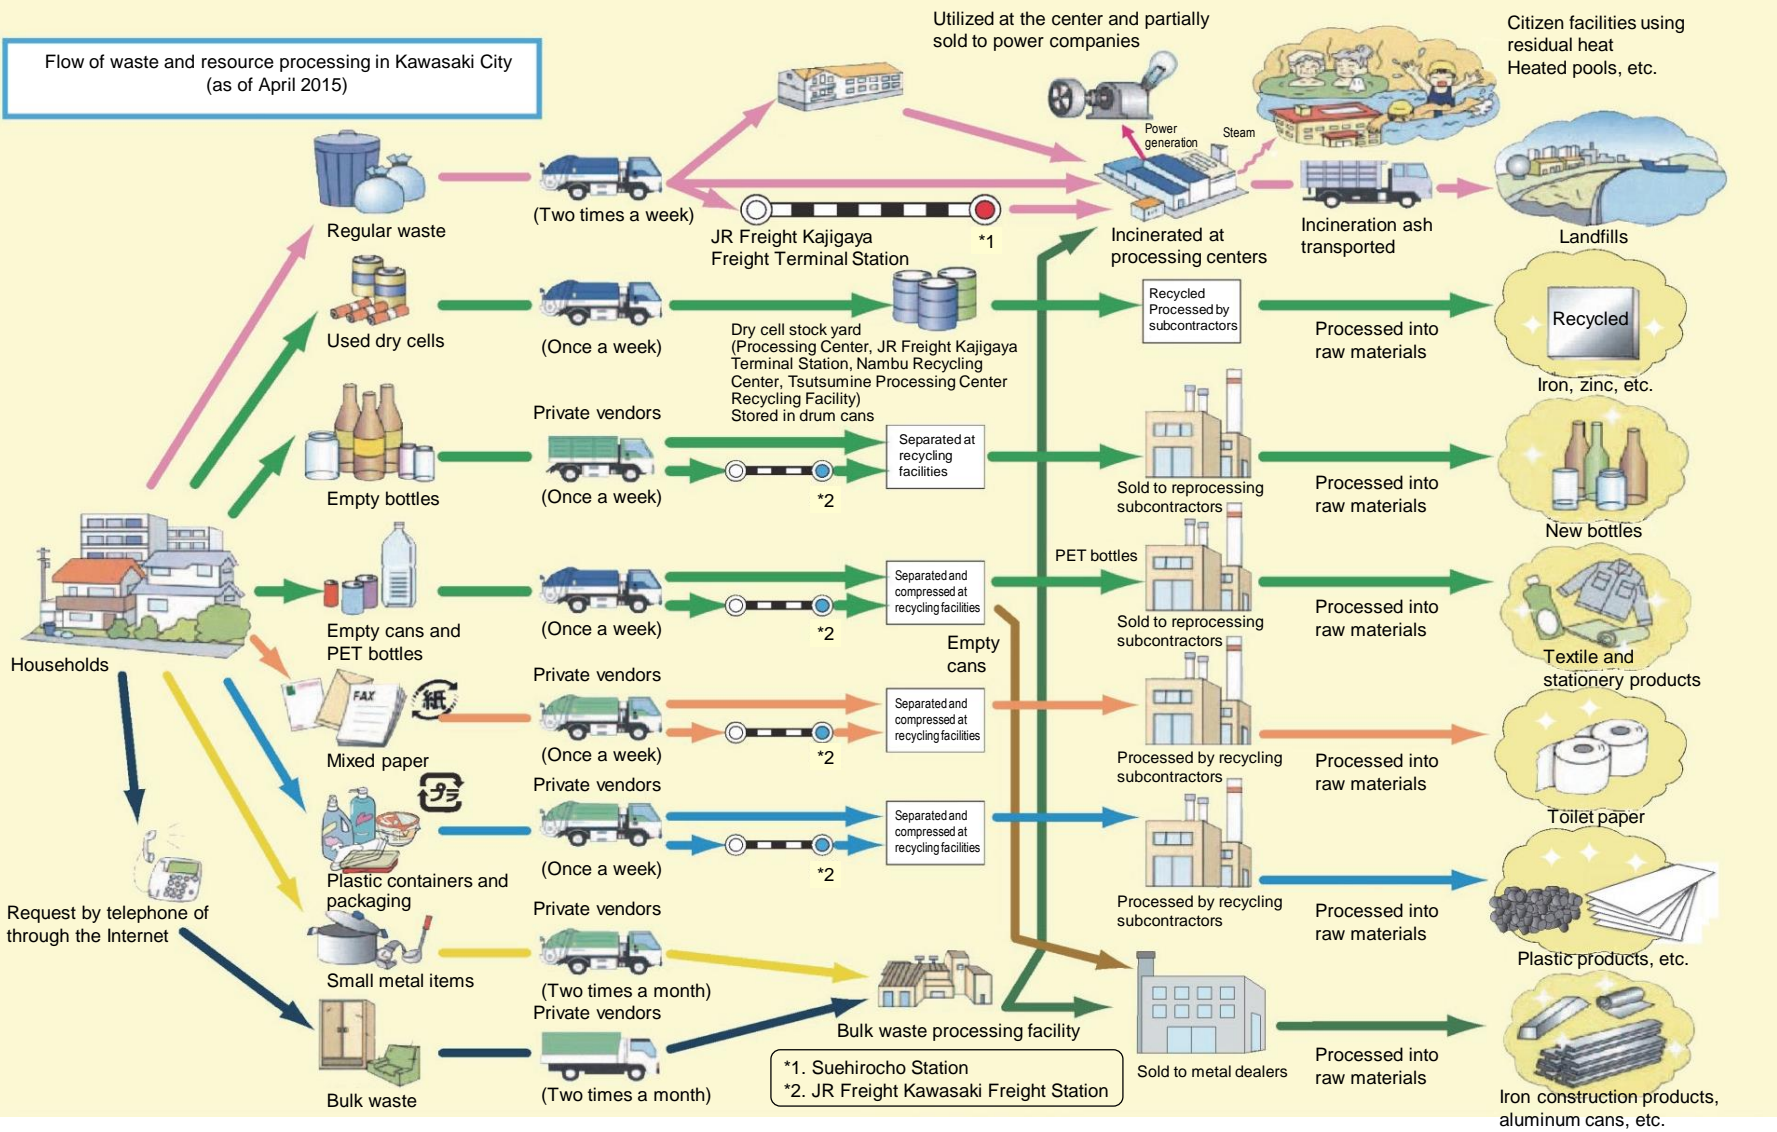 Flow of waste and resource processing in Kawasaki City
(as of April 2015)
Utilized at the center and partially
sold to power companies
Citizen facilities using
residual heat
Heated pools, etc.
Power
generation
Steam
Regular waste
(Two times a week)
JR Freight Kajigaya
Freight Terminal Station
*1
Incinerated at
processing centers
Incineration ash
transported
Landfills
Used dry cells
(Once a week)
Dry cell stock yard
(Processing Center, JR Freight Kajigaya
Terminal Station, Nambu Recycling
Center, Tsutsumine Processing Center
Recycling Facility)
Stored in drum cans
Recycled
Processed by
subcontractors
Processed into
raw materials
Recycled
Iron, zinc, etc.
Empty bottles
Private vendors
(Once a week)
*2
Separated at
recycling
facilities
Sold to reprocessing
subcontractors
Processed into
raw materials
New bottles
Households
Empty cans and
PET bottles
(Once a week)
*2
Separated and
compressed at
recycling facilities
PET bottles
Empty
cans
Sold to reprocessing
subcontractors
Processed into
raw materials
Textile and
stationery products
FAX
紙
Mixed paper
Private vendors
(Once a week)
*2
Separated and
compressed at
recycling facilities
Processed by recycling
subcontractors
Processed into
raw materials
Toilet paper
プラ
Plastic containers and
packaging
Private vendors
(Once a week)
*2
Separated and
compressed at
recycling facilities
Processed by recycling
subcontractors
Processed into
raw materials
Plastic products, etc.
Request by telephone of
through the Internet
Small metal items
Private vendors
(Two times a month)
Bulk waste
Private vendors
(Two times a month)
Bulk waste processing facility
Sold to metal dealers
Processed into
raw materials
Iron construction products,
aluminum cans, etc.
*1. Suehirocho Station
*2. JR Freight Kawasaki Freight Station